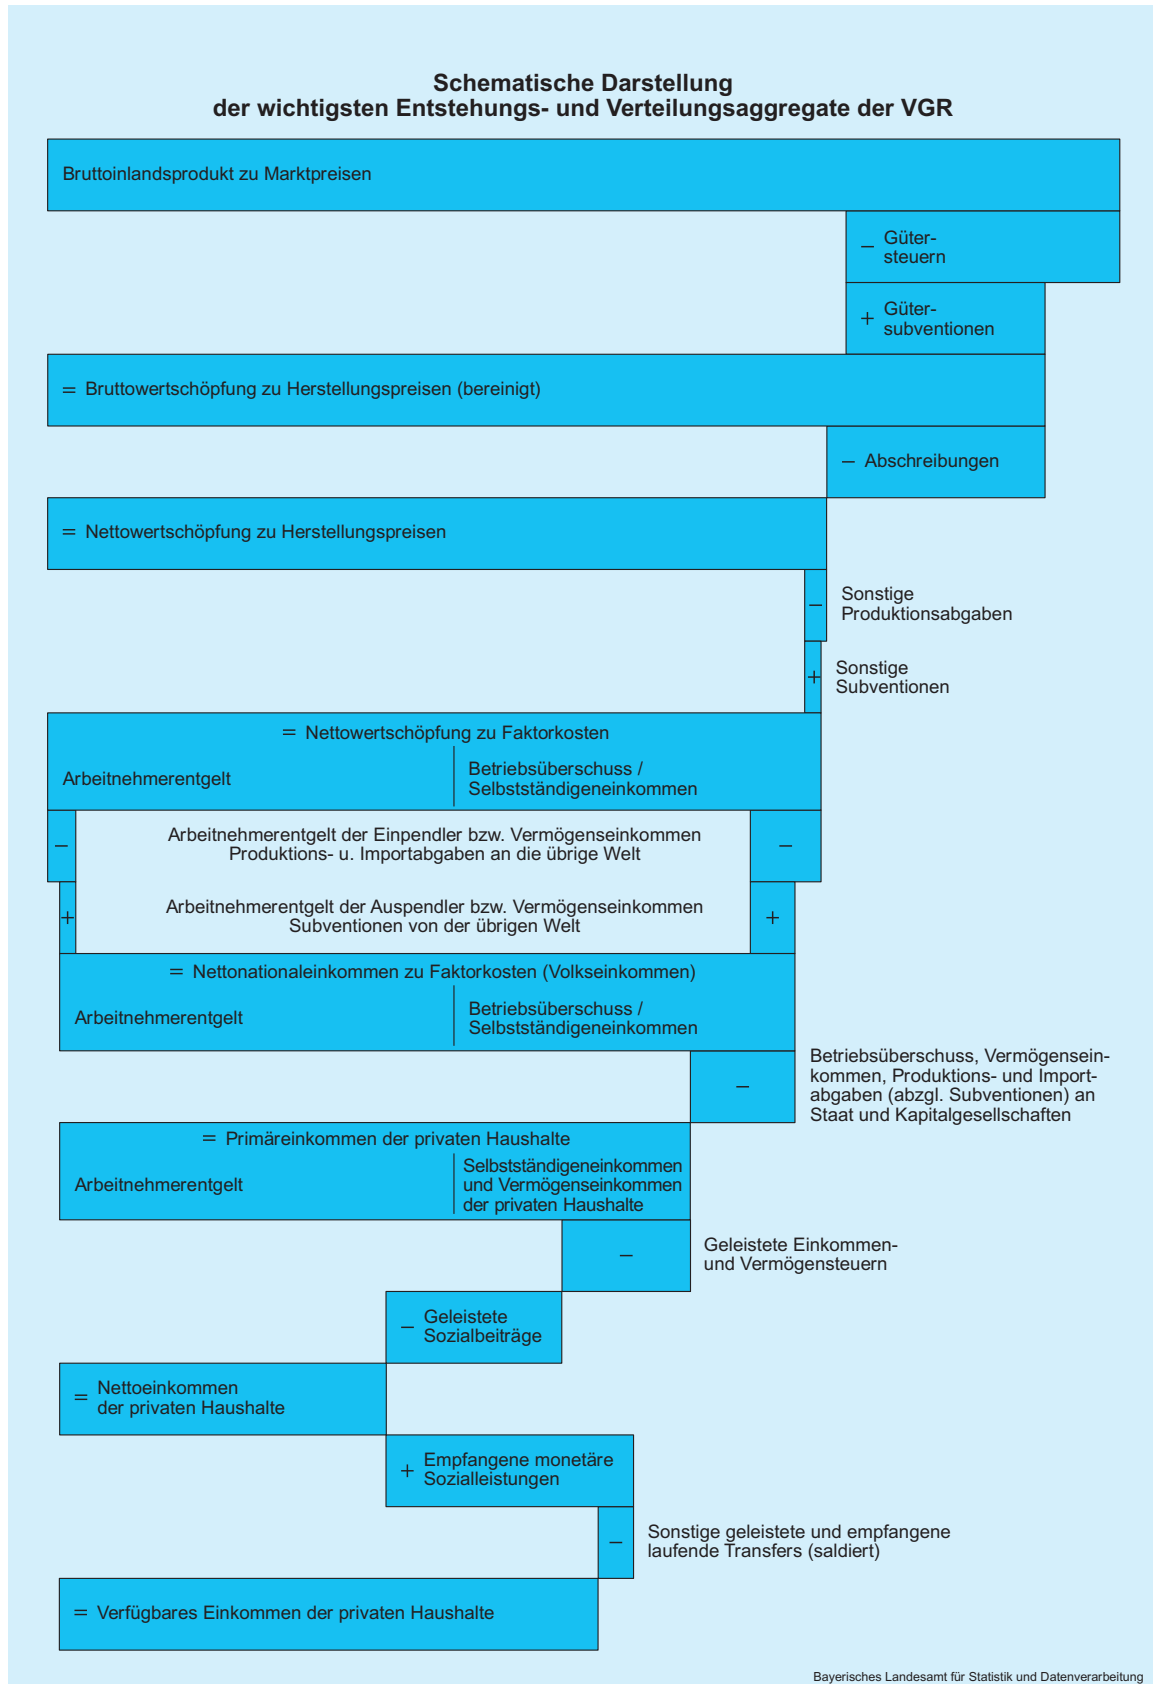 Schematische Darstellung
der wichtigsten Entstehungs- und Verteilungsaggregate der VGR
Bruttoinlandsprodukt zu Marktpreisen
– Güter-
steuern
+ Güter-
subventionen
= Bruttowertschöpfung zu Herstellungspreisen (bereinigt)
– Abschreibungen
= Nettowertschöpfung zu Herstellungspreisen
– Sonstige
Produktionsabgaben
+ Sonstige
Subventionen
= Nettowertschöpfung zu Faktorkosten
Arbeitnehmerentgelt
Betriebsüberschuss /
Selbstständigeneinkommen
– Arbeitnehmerentgelt der Einpendler bzw. Vermögenseinkommen –
Produktions- u. Importabgaben an die übrige Welt
+ Arbeitnehmerentgelt der Auspendler bzw. Vermögenseinkommen +
Subventionen von der übrigen Welt
= Nettonationaleinkommen zu Faktorkosten (Volkseinkommen)
Arbeitnehmerentgelt
Betriebsüberschuss /
Selbstständigeneinkommen
– Betriebsüberschuss, Vermögensein-
kommen, Produktions- und Import-
abgaben (abzgl. Subventionen) an
Staat und Kapitalgesellschaften
= Primäreinkommen der privaten Haushalte
Arbeitnehmerentgelt
Selbstständigeneinkommen
und Vermögenseinkommen
der privaten Haushalte
– Geleistete Einkommen-
und Vermögensteuern
– Geleistete
Sozialbeiträge
= Nettoeinkommen
der privaten Haushalte
+ Empfangene monetäre
Sozialleistungen
– Sonstige geleistete und empfangene
laufende Transfers (saldiert)
= Verfügbares Einkommen der privaten Haushalte
Bayerisches Landesamt für Statistik und Datenverarbeitung